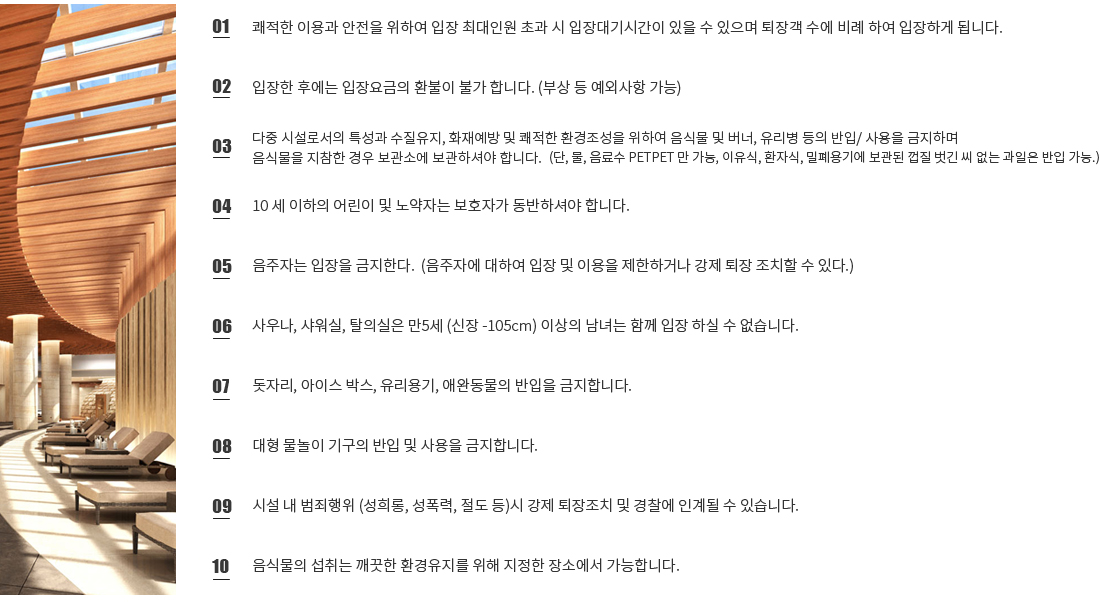 01 쾌적한 이용과 안전을 위하여 입장 최대인원 초과 시 입장대기시간이 있을 수 있으며 퇴장객 수에 비례 하여 입장하게 됩니다.
02 입장한 후에는 입장요금의 환불이 불가 합니다. (부상 등 예외사항 가능)
03 다중 시설로서의 특성과 수질유지, 화재예방 및 쾌적한 환경조성을 위하여 음식물 및 버너, 유리병 등의 반입/ 사용을 금지하며
음식물을 지참한 경우 보관소에 보관하셔야 합니다. (단, 물, 음료수 PETPET 만 가능, 이유식, 환자식, 밀폐용기에 보관된 껍질 벗긴 씨 없는 과일은 반입 가능.)
04 10 세 이하의 어린이 및 노약자는 보호자가 동반하셔야 합니다.
05 음주자는 입장을 금지한다. (음주자에 대하여 입장 및 이용을 제한하거나 강제 퇴장 조치할 수 있다.)
06 사우나, 샤워실, 탈의실은 만5세 (신장 -105cm) 이상의 남녀는 함께 입장 하실 수 없습니다.
07 돗자리, 아이스 박스, 유리용기, 애완동물의 반입을 금지합니다.
08 대형 물놀이 기구의 반입 및 사용을 금지합니다.
09 시설 내 범죄행위 (성희롱, 성폭력, 절도 등)시 강제 퇴장조치 및 경찰에 인계될 수 있습니다.
10 음식물의 섭취는 깨끗한 환경유지를 위해 지정한 장소에서 가능합니다.